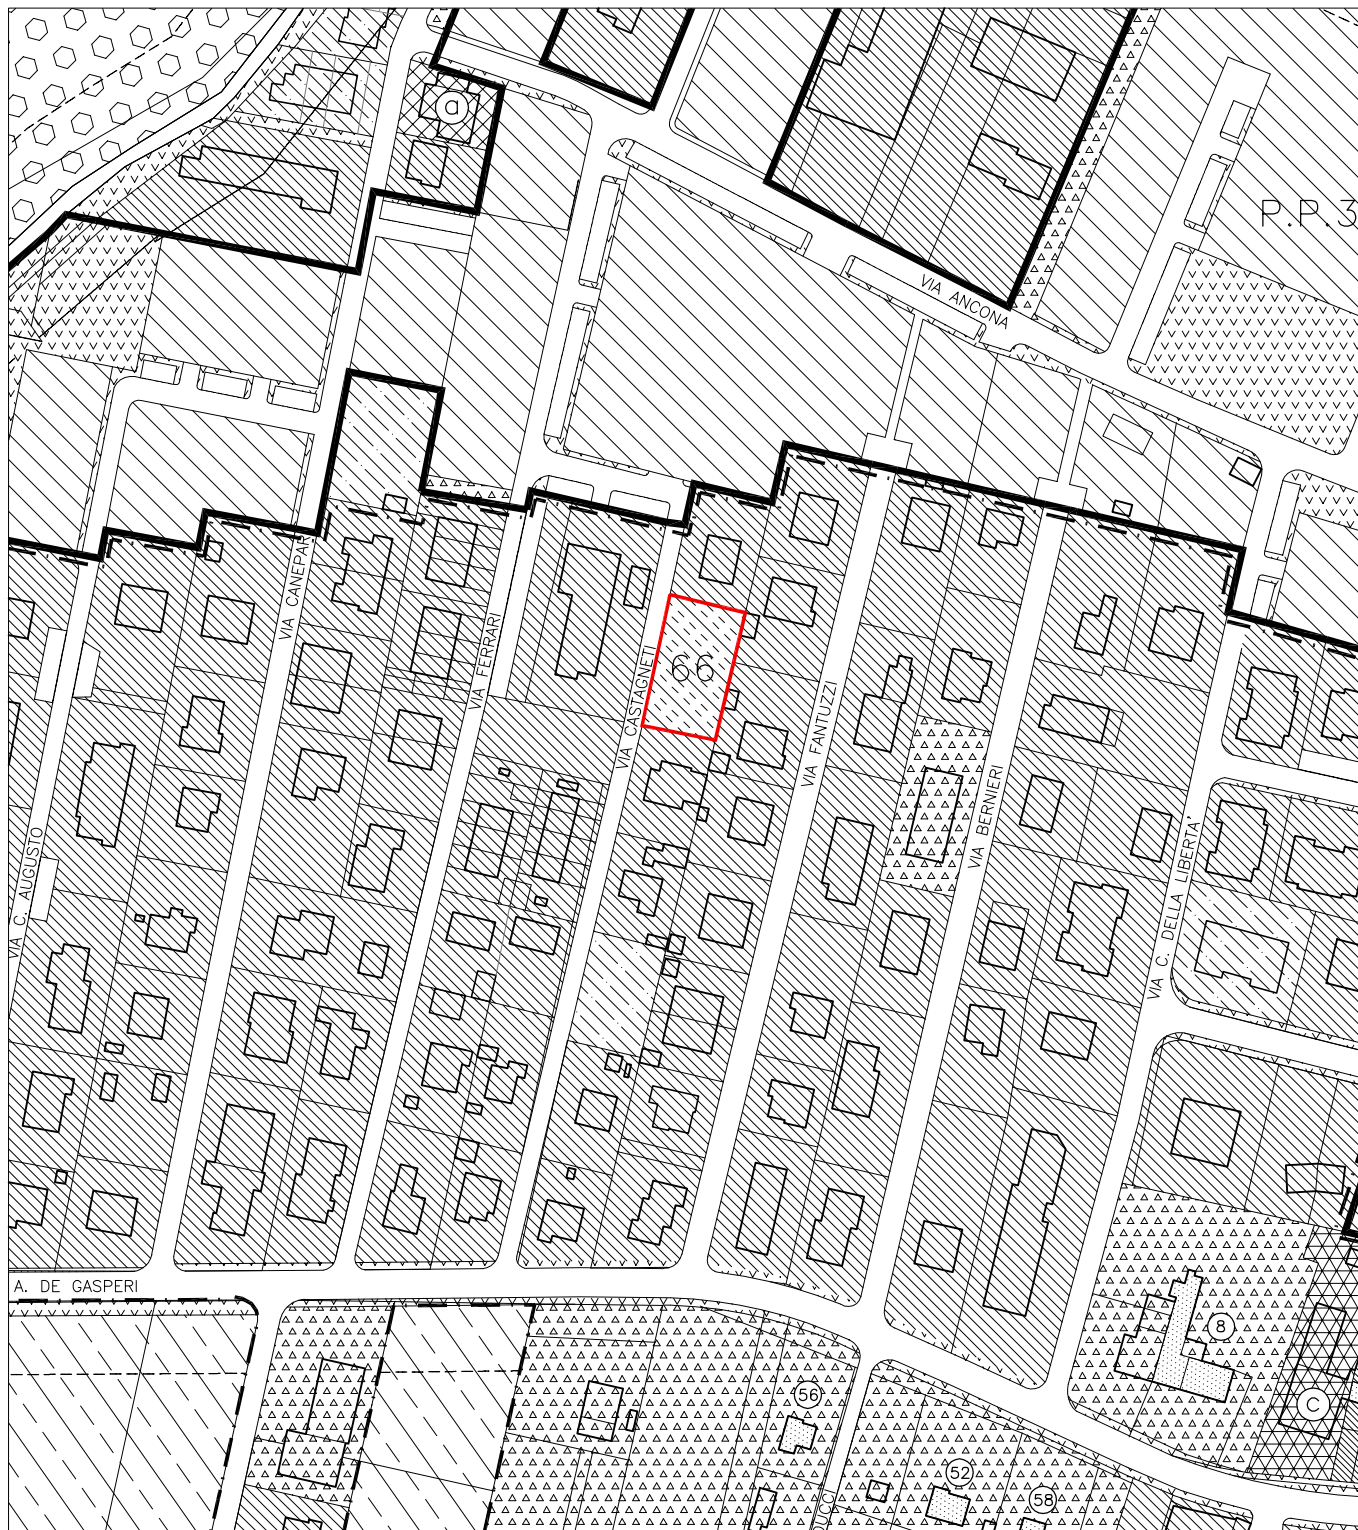 a
P.P.3
VIA ANCONA
VIA CANEPARI
VIA FERRARI
VIA CASTAGNETI
66
VIA FANTUZZI
VIA BERNIERI
VIA C. DELLA LIBERTA'
VIA C. AUGUSTO
A. DE GASPERI
8
56
C
52
58